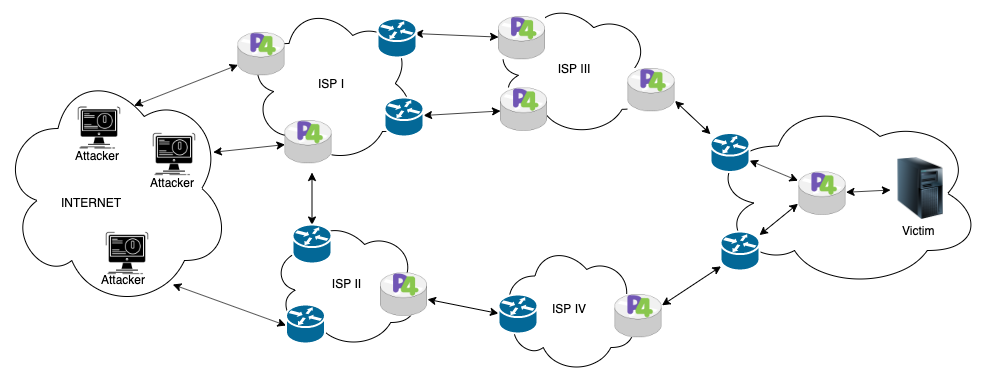 P4
P4
ISP I
ISP III
P4
P4
P4
Attacker
Attacker
INTERNET
Attacker
P4
Victim
ISP II
P4
ISP IV
P4